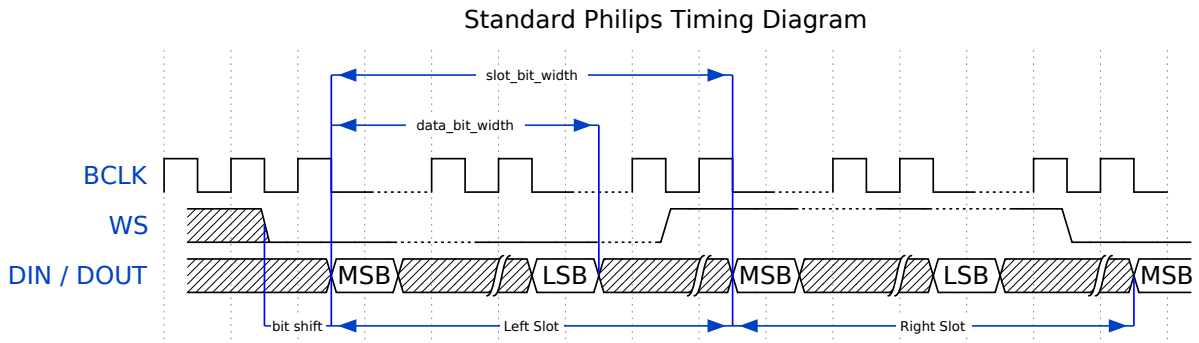 Standard Philips Timing Diagram
slot_bit_width
data_bit_width
BCLK
WS
DIN / DOUT
MSB
LSB
MSB
LSB
MSB
bit shift
Left Slot
Right Slot